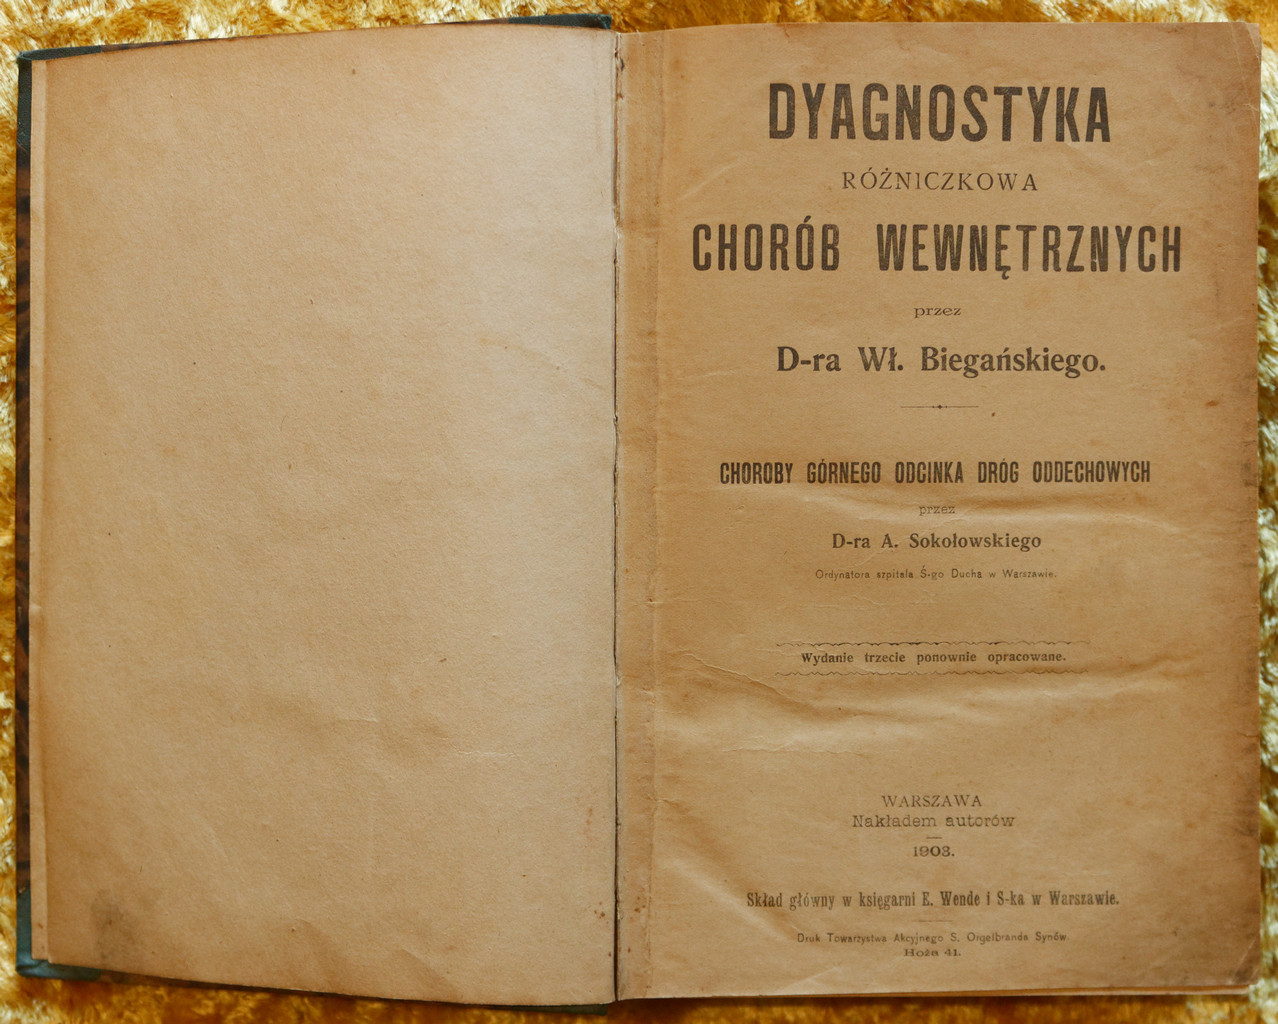 DYAGNOSTYKA
RÓŻNICZKOWA
CHORÓB WEWNĘTRZNYCH
przez
D-ra Wł. Biegańskiego.
CHOROBY GÓRNEGO ODCINKA DRÓG ODDECHOWYCH
przez
D-ra A. Sokołowskiego
Ordynatora szpitala Ś-go Ducha w Warszawie.
Wydanie trzecie ponownie opracowane.
WARSZAWA
Nakładem autorów
1903.
Skład główny w księgarni E. Wende i S-ka w Warszawie.
Druk Towarzystwa Akcyjnego S. Orgelbranda Synów.
Hoża 41.